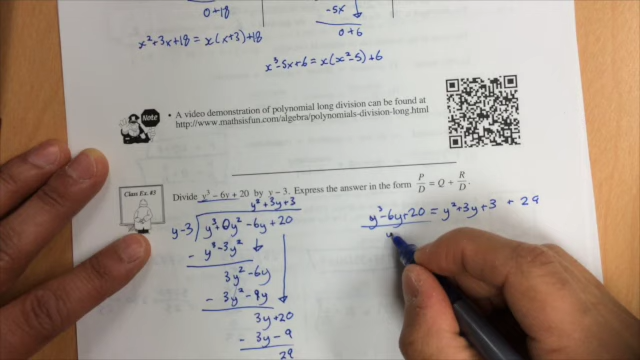 0+18
-5x
0+6
x²+3x+18 = x(x+3)+18
x³-5x+6 = x(x²-5)+6
Note
• A video demonstration of polynomial long division can be found at
http://www.mathsisfun.com/algebra/polynomials-division-long.html
Class Ex. #3
Divide y³ – 6y + 20 by y – 3. Express the answer in the form P/D = Q + R/D.
y²+3y+3
y-3 ) y³+0y²-6y+20
- y³-3y²
3y²-6y
- 3y²-9y
3y+20
- 3y-9
29
y³-6y+20 = y²+3y+3 + 29